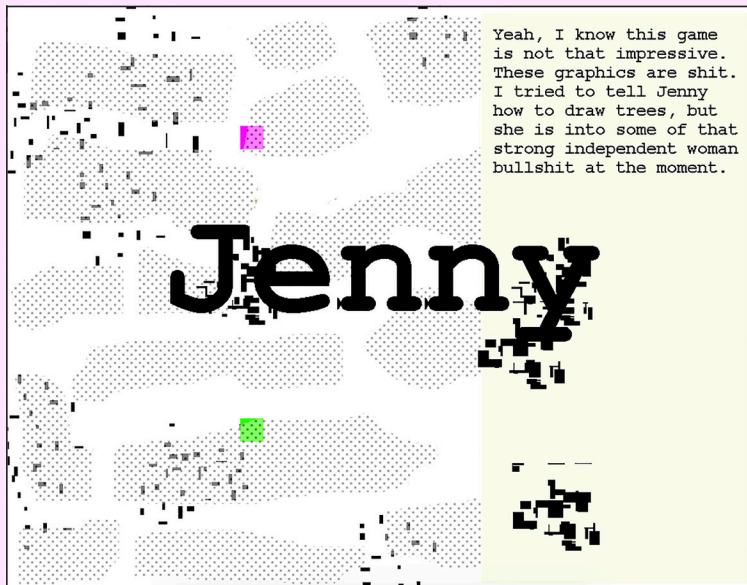 Yeah, I know this game
is not that impressive.
These graphics are shit.
I tried to tell Jenny
how to draw trees, but
she is into some of that
strong independent woman
bullshit at the moment.
Jenny